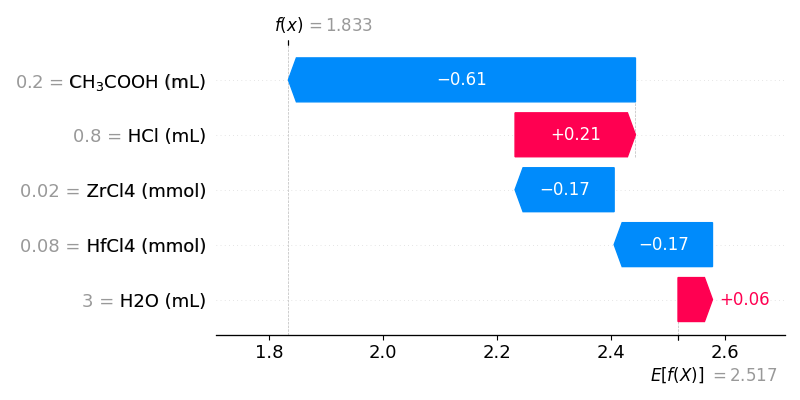 f(x) = 1.833
0.2 = CH₃COOH (mL)
−0.61
0.8 = HCl (mL)
+0.21
0.02 = ZrCl4 (mmol)
−0.17
0.08 = HfCl4 (mmol)
−0.17
3 = H2O (mL)
+0.06
1.8 2.0 2.2 2.4 2.6
E[f(X)] = 2.517